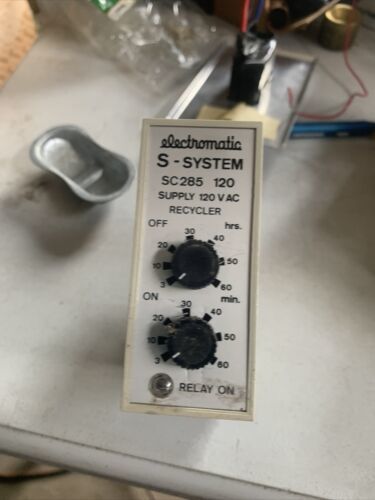 electromatic
S-SYSTEM
SC285 120
SUPPLY 120 VAC
RECYCLER
OFF hrs.
30
20 40
10 50
3 60
ON min.
30
20 40
10 50
3 60
RELAY ON